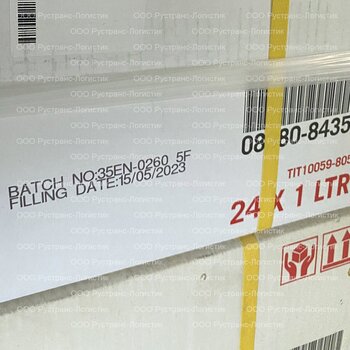 ООО Рустранс-Логистик
08 80-8435
BATCH NO:35EN-0260 5F
FILLING DATE:15/05/2023
TIT10059-805
24 X 1 LTR